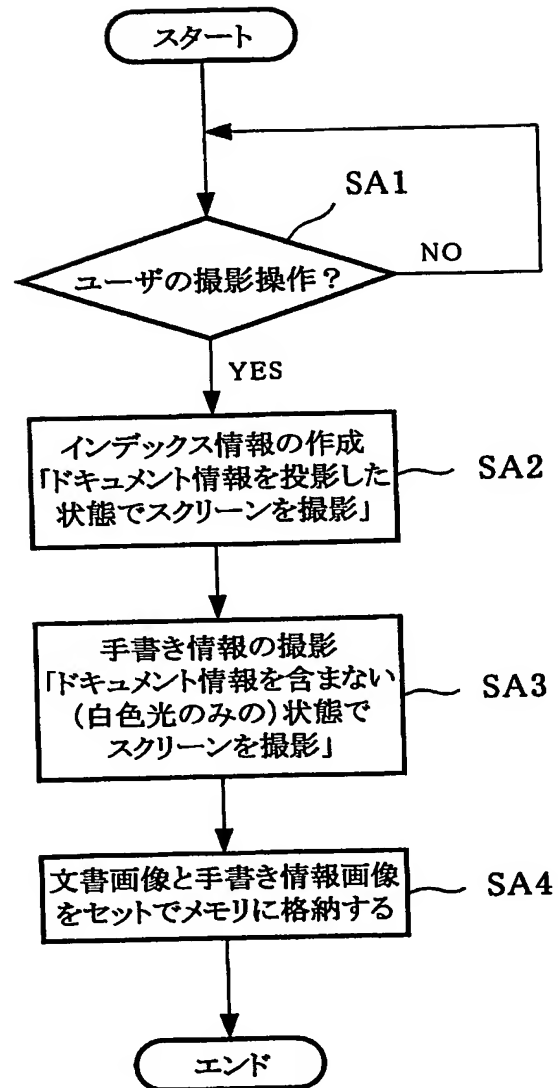 スタート
SA1
ユーザの撮影操作？
NO
YES
インデックス情報の作成
「ドキュメント情報を投影した
状態でスクリーンを撮影」
SA2
手書き情報の撮影
「ドキュメント情報を含まない
(白色光のみの)状態で
スクリーンを撮影」
SA3
文書画像と手書き情報画像
をセットでメモリに格納する
SA4
エンド